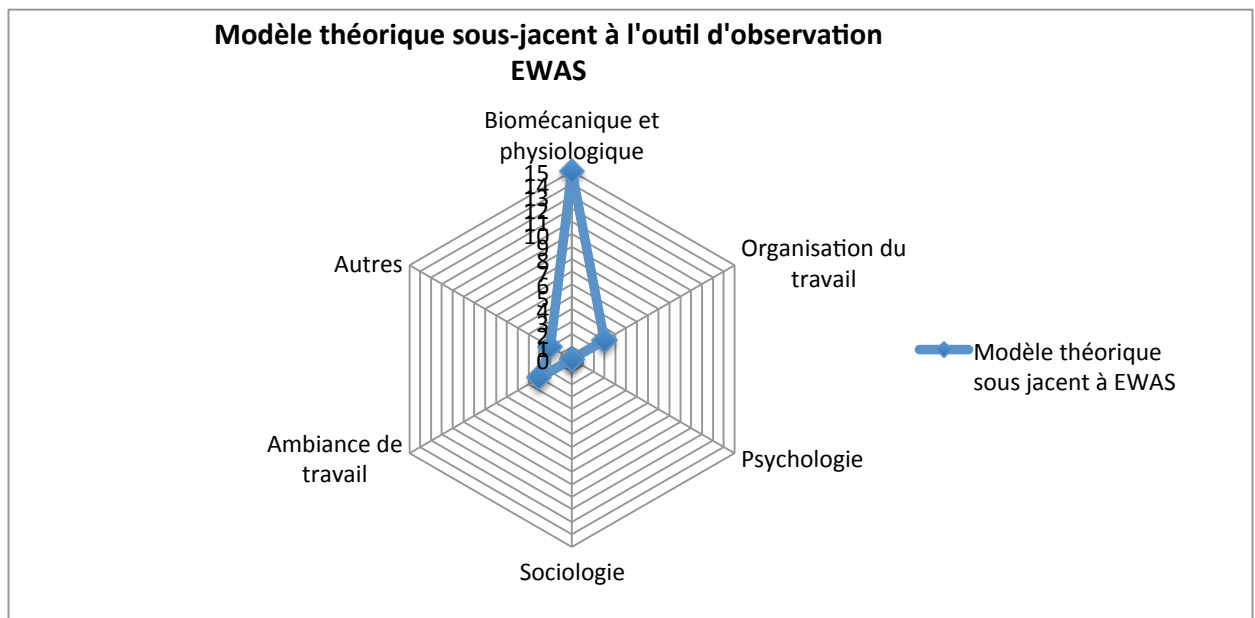 Modèle théorique sous-jacent à l'outil d'observation
EWAS
Biomécanique et
physiologique
15
14
13
12
11
10
9
8
7
6
5
4
3
2
1
0
Organisation du
travail
Autres
Modèle théorique
sous jacent à EWAS
Ambiance de
travail
Psychologie
Sociologie